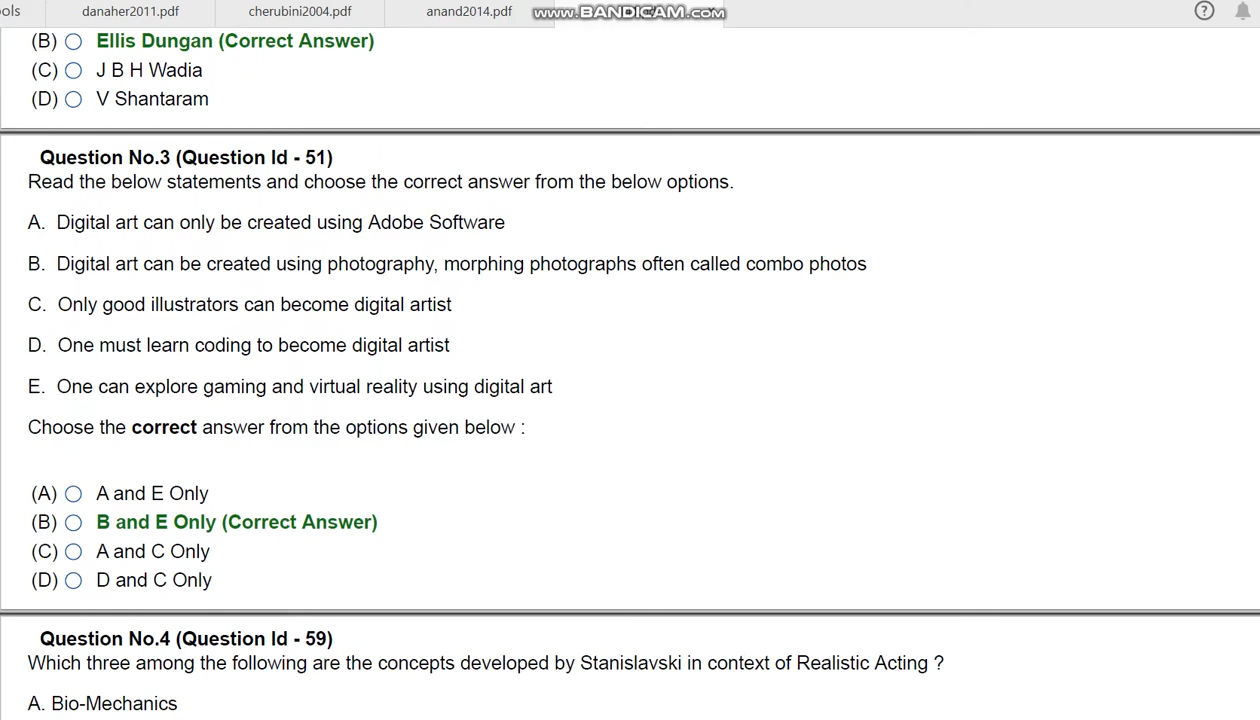 ols danaher2011.pdf cherubini2004.pdf anand2014.pdf www.BANDICAM.com
(B) Ellis Dungan (Correct Answer)
(C) J B H Wadia
(D) V Shantaram
Question No.3 (Question Id - 51)
Read the below statements and choose the correct answer from the below options.
A. Digital art can only be created using Adobe Software
B. Digital art can be created using photography, morphing photographs often called combo photos
C. Only good illustrators can become digital artist
D. One must learn coding to become digital artist
E. One can explore gaming and virtual reality using digital art
Choose the correct answer from the options given below :
(A) A and E Only
(B) B and E Only (Correct Answer)
(C) A and C Only
(D) D and C Only
Question No.4 (Question Id - 59)
Which three among the following are the concepts developed by Stanislavski in context of Realistic Acting ?
A. Bio-Mechanics